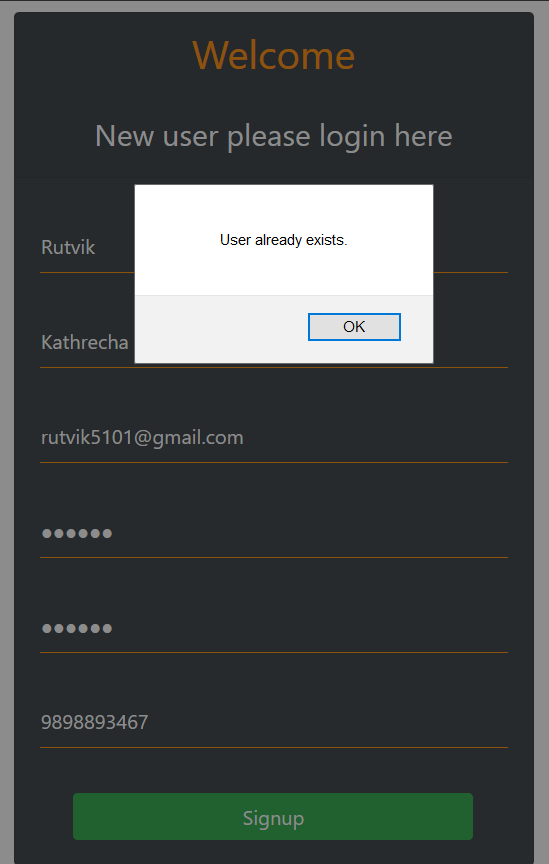 Welcome
New user please login here
User already exists.
OK
Rutvik
Kathrecha
rutvik5101@gmail.com
●●●●●●
●●●●●●
9898893467
Signup